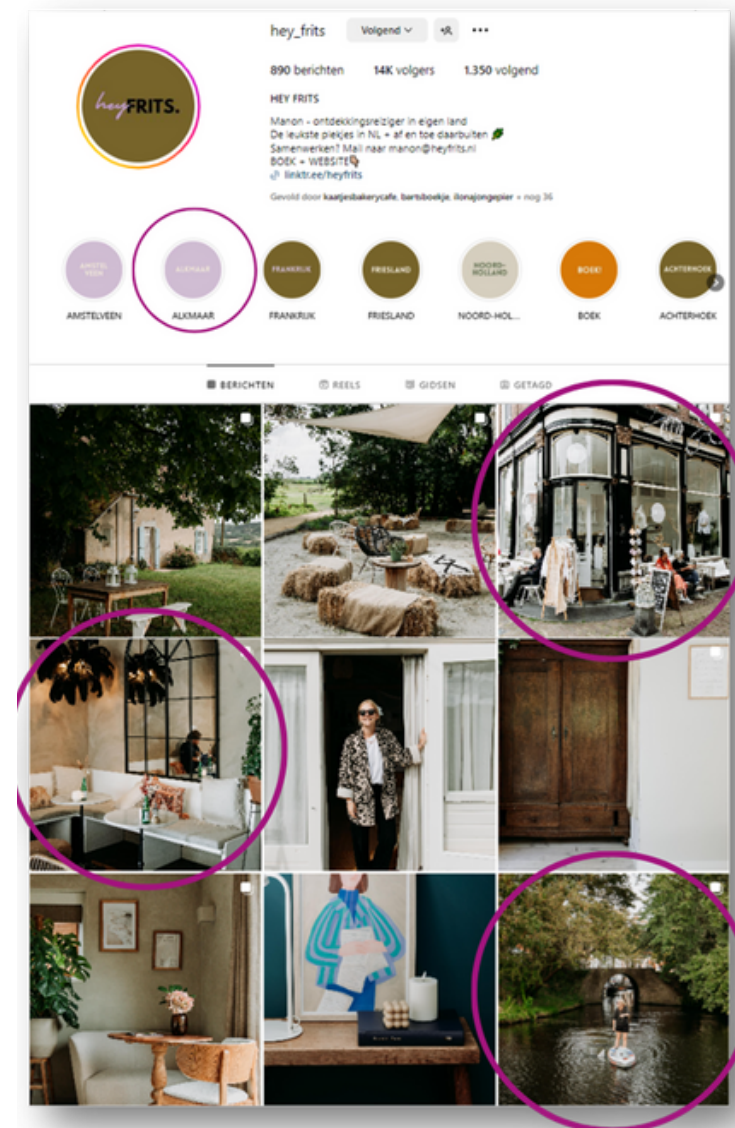 hey_frits Volgend
890 berichten 14K volgers 1.350 volgend
HEY FRITS
Manon - ontdekkingsreiziger in eigen land
De leukste plekjes in NL + af en toe daarbuiten
Samenwerken? Mail naar manon@heyfrits.nl
BOEK + WEBSITE
linktr.ee/heyfrits
Gevolgd door kaatjesbakerycafe, bartsboekje, ilonajongepier + nog 36
heyFRITS.
AMSTEL-
VEEN
ALKMAAR
FRANKRIJK
FRIESLAND
NOORD-
HOLLAND
BOEK!
ACHTERHOEK
AMSTELVEEN ALKMAAR FRANKRIJK FRIESLAND NOORD-HOL... BOEK ACHTERHOEK
BERICHTEN REELS GIDSEN GETAGD